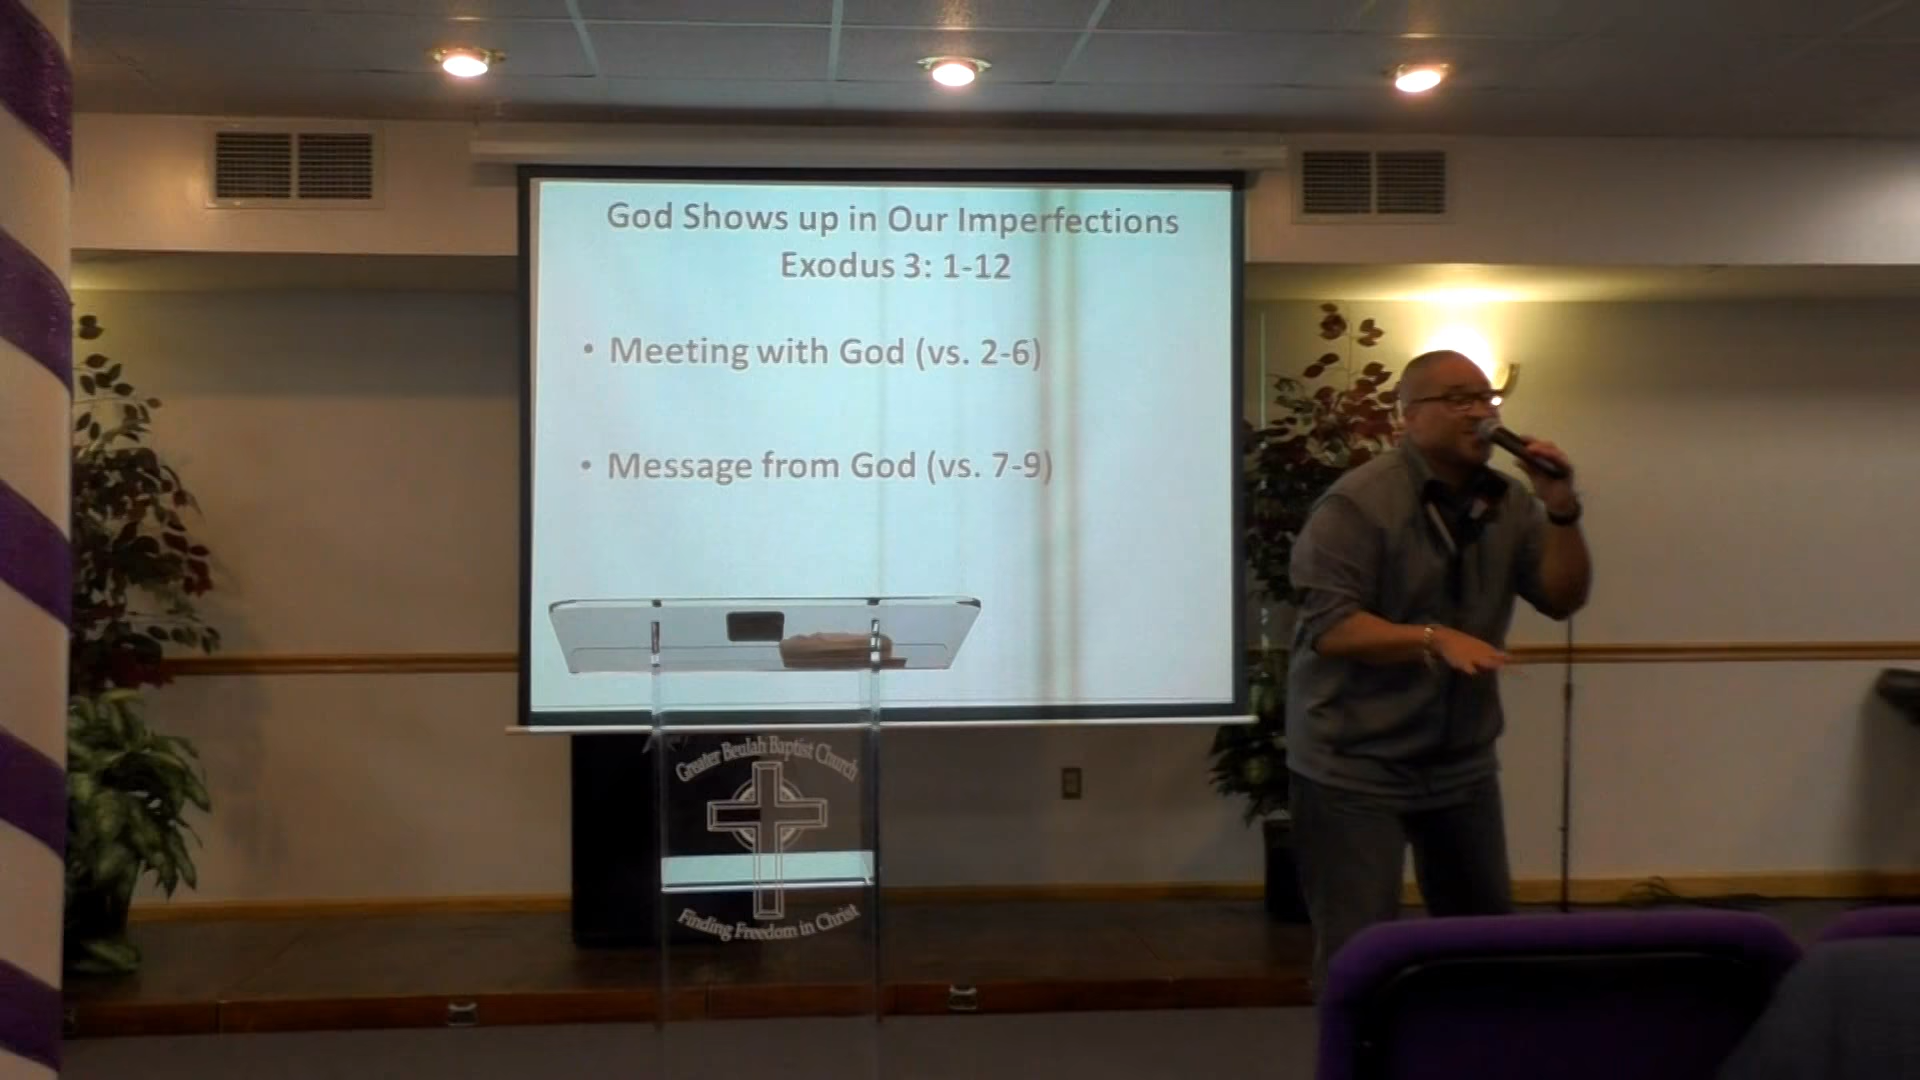 God Shows up in Our Imperfections
Exodus 3: 1-12
• Meeting with God (vs. 2-6)
• Message from God (vs. 7-9)
Greater Beulah Baptist Church
Finding Freedom in Christ